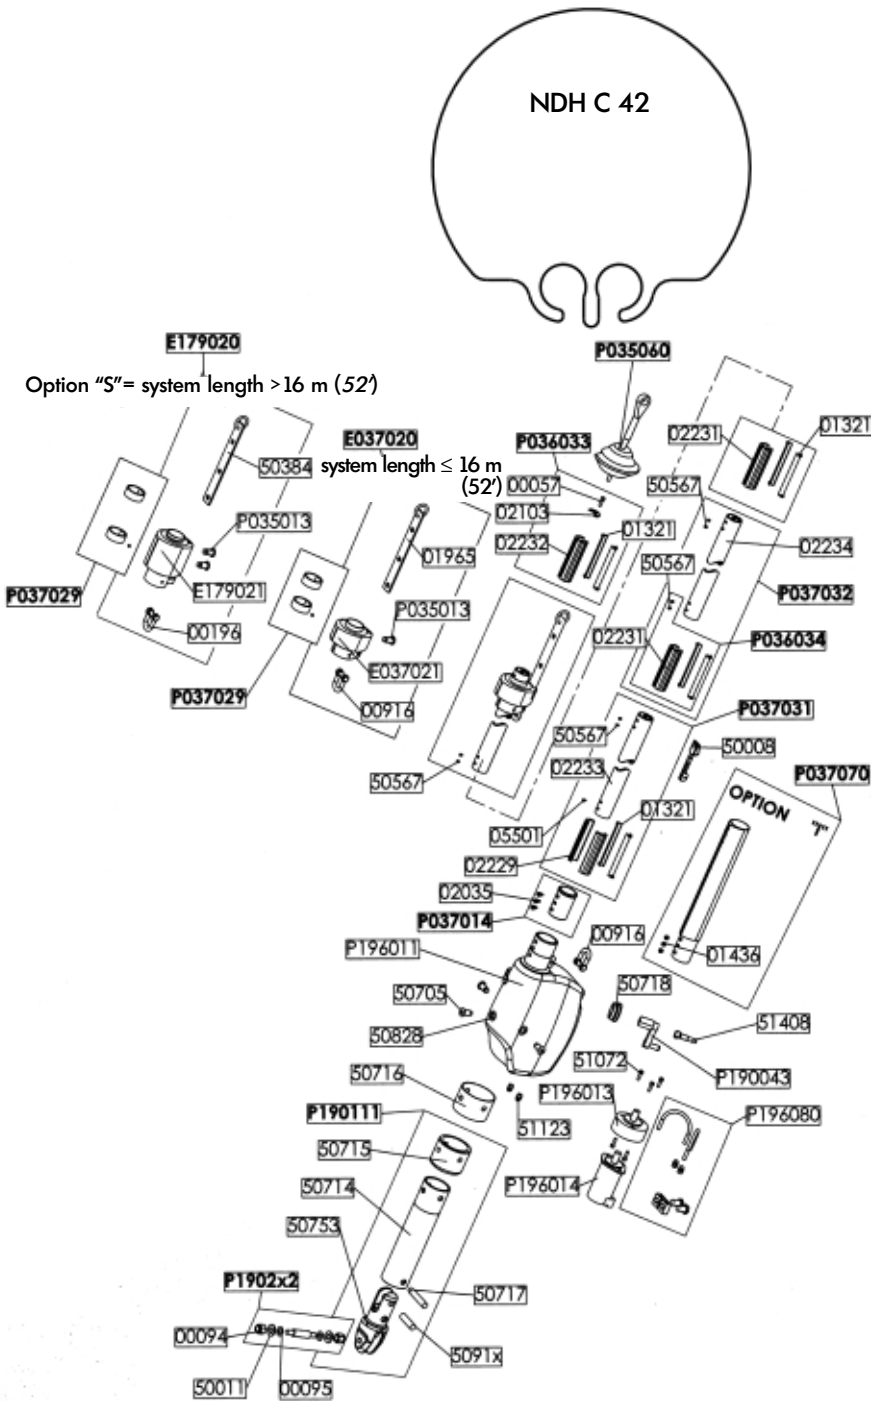 NDH C 42
E179020
P035060
Option "S"= system length >16 m (52')
E037020
P036033
02231
01321
50384
system length ≤ 16 m
(52')
00057
50567
02103
P035013
01965
01321
02232
02234
50567
P037029
E179021
P037032
P035013
00196
02231
P036034
E037021
P037029
00916
P037031
50567
50008
02233
P037070
50567
OPTION "T"
01321
05501
02229
02035
P037014
00916
P196011
01436
50718
50705
51408
50828
51072
50716
P190043
P196013
P190111
P196080
51123
50715
50714
P196014
50753
P1902x2
50717
00094
5091x
50011
00095